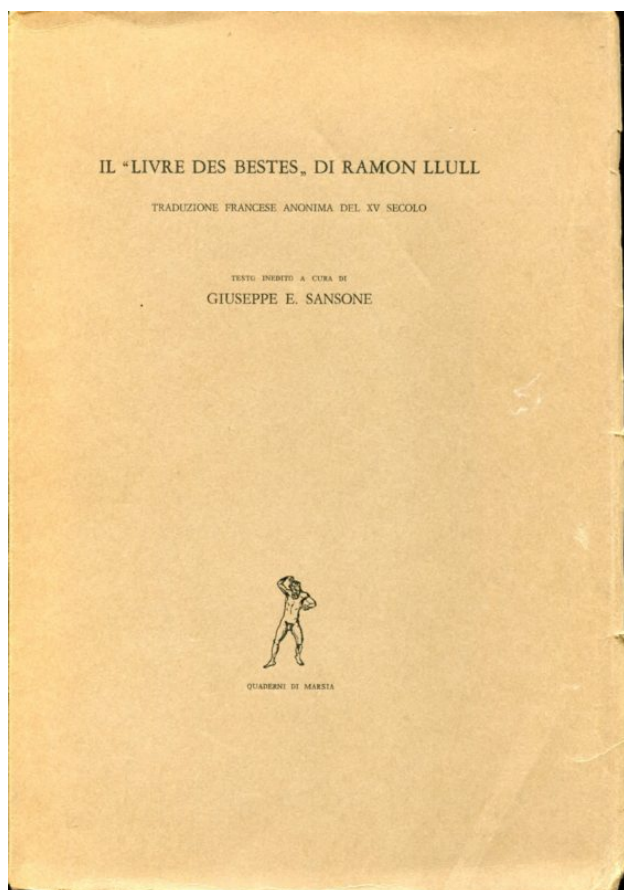 IL “LIVRE DES BESTES„ DI RAMON LLULL
TRADUZIONE FRANCESE ANONIMA DEL XV SECOLO
TESTO INEDITO A CURA DI
GIUSEPPE E. SANSONE
QUADERNI DI MARSIA